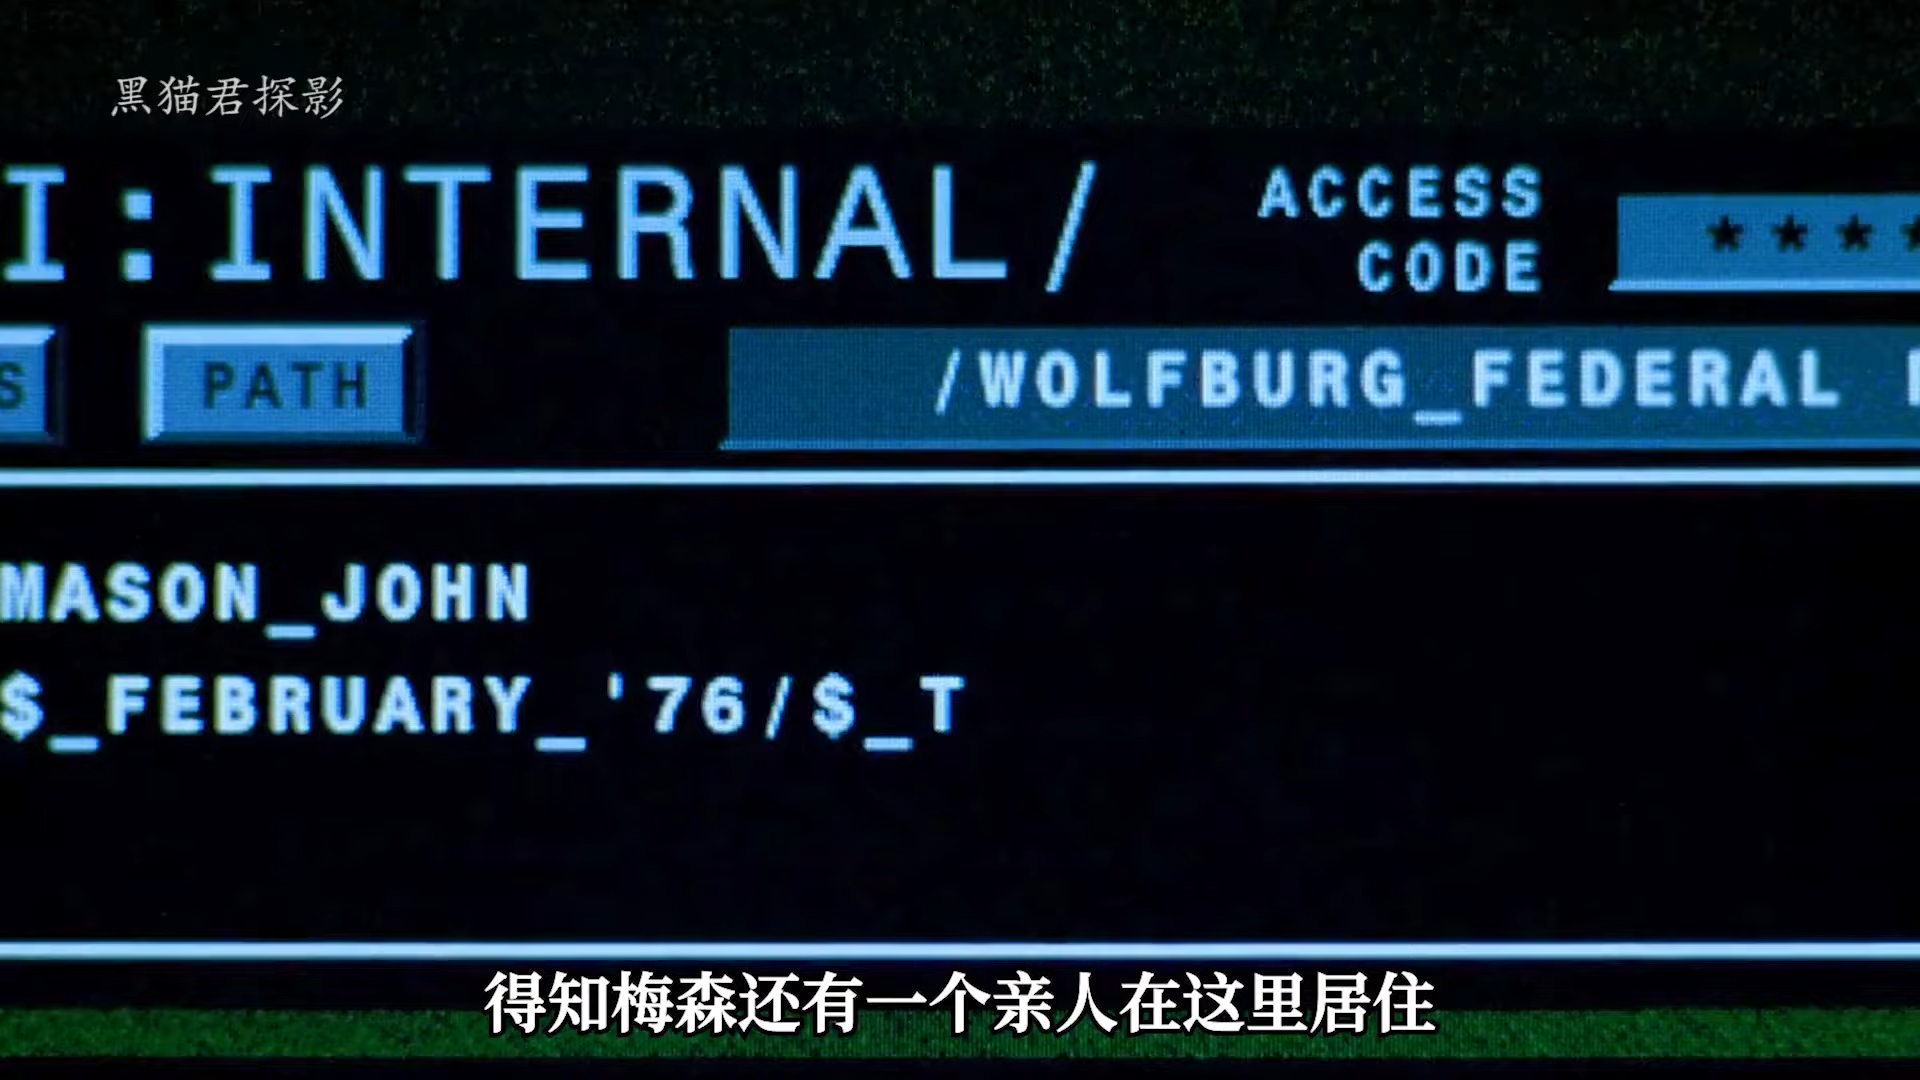 黑猫君探影
I:INTERNAL/
ACCESS
CODE
****
S
PATH
/WOLFBURG_FEDERAL
MASON_JOHN
$_FEBRUARY_'76/$_T
得知梅森还有一个亲人在这里居住